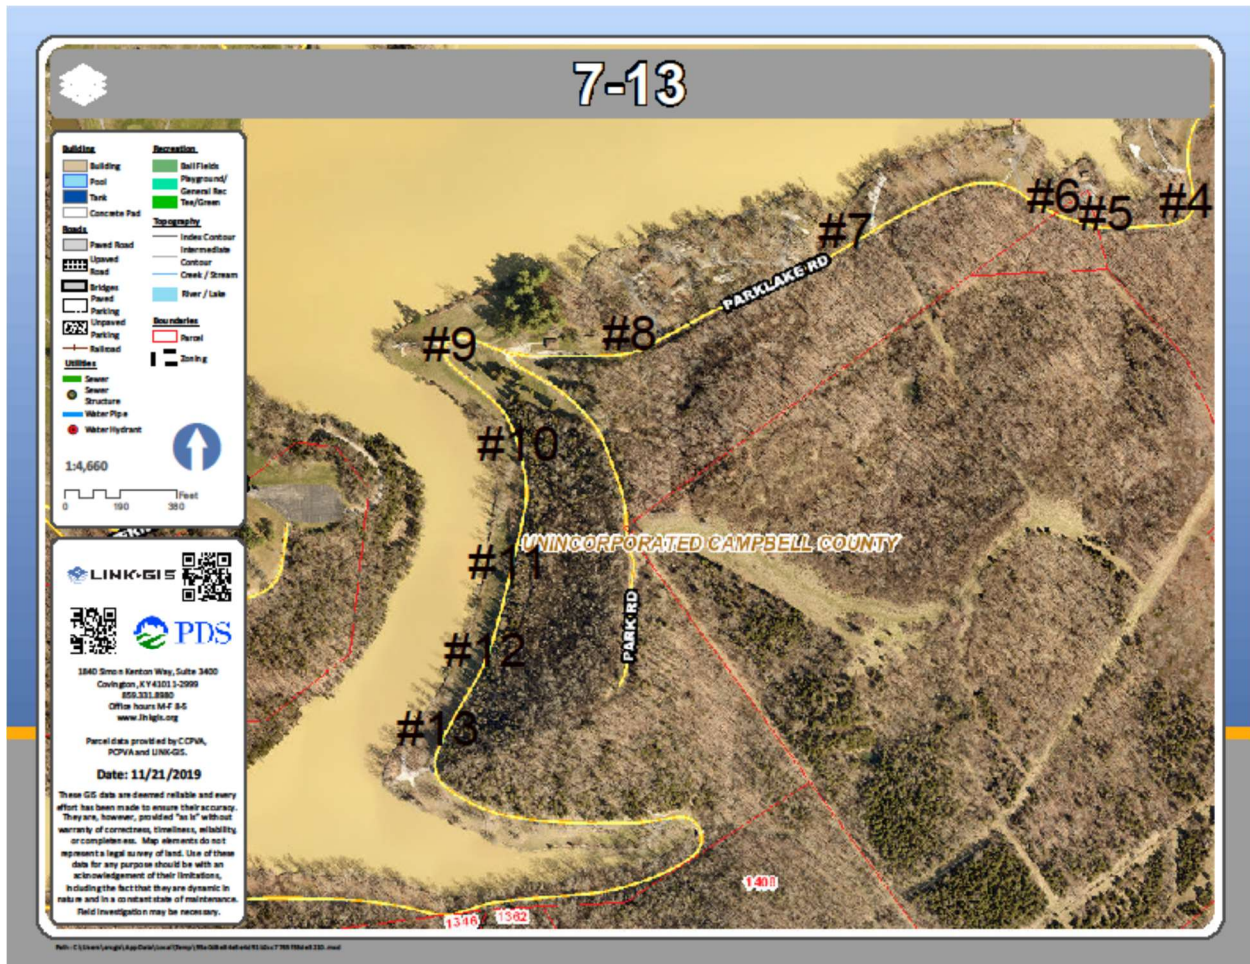 7-13
Building
Building
Pool
Tank
Concrete Pad
Roads
Paved Road
Upaved
Road
Bridges
Paved
Parking
Unpaved
Parking
Railroad
Utilities
Sewer
Sewer
Structure
Water Pipe
Water Hydrant
Recreation
Ball Fields
Playground/
General Rec
Tee/Green
Topography
Index Contour
Intermediate
Contour
Creek / Stream
River / Lake
Boundaries
Parcel
Zoning
1:4,660
Feet
0 190 380
LINK-GIS
PDS
1840 Simon Kenton Way, Suite 3400
Covington, KY 41011-2999
859.331.8980
Office hours M-F 8-5
www.linkgis.org
Parcel data provided by CCPVA,
PCPVA and LINK-GIS.
Date: 11/21/2019
These GIS data are deemed reliable and every
effort has been made to ensure their accuracy.
They are, however, provided "as is" without
warranty of correctness, timeliness, reliability,
or completeness. Map elements do not
represent a legal survey of land. Use of these
data for any purpose should be with an
acknowledgement of their limitations,
including the fact that they are dynamic in
nature and in a constant state of maintenance.
Field investigation may be necessary.
#4
#5
#6
#7
PARKLAKE RD
#8
#9
#10
UNINCORPORATED CAMPBELL COUNTY
#11
PARK RD
#12
#13
1408
1362
1346